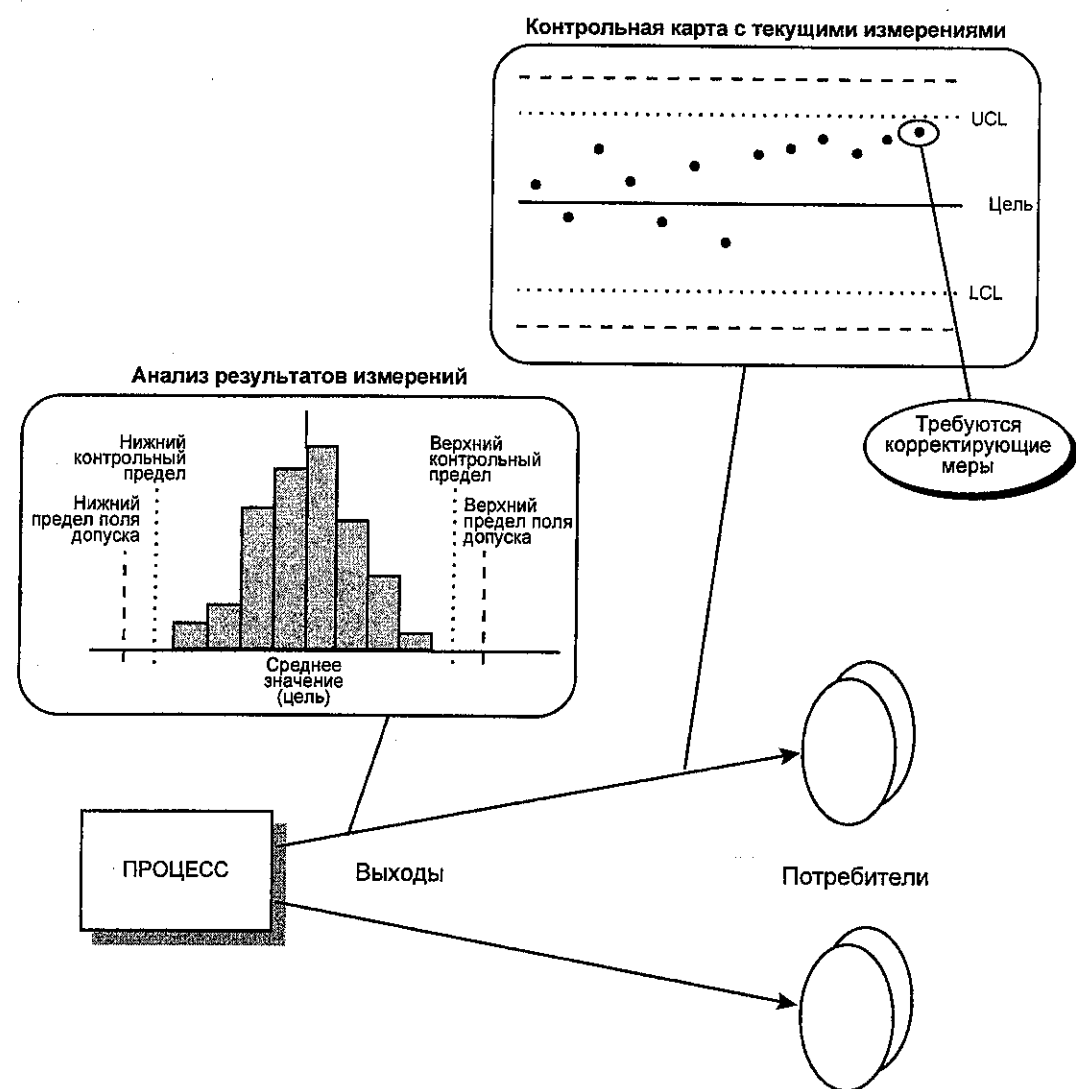 Контрольная карта с текущими измерениями
UCL
Цель
LCL
Требуются
корректирующие
меры
Анализ результатов измерений
Нижний
контрольный
предел
Верхний
контрольный
предел
Нижний
предел поля
допуска
Верхний
предел поля
допуска
Среднее
значение
(цель)
ПРОЦЕСС
Выходы
Потребители